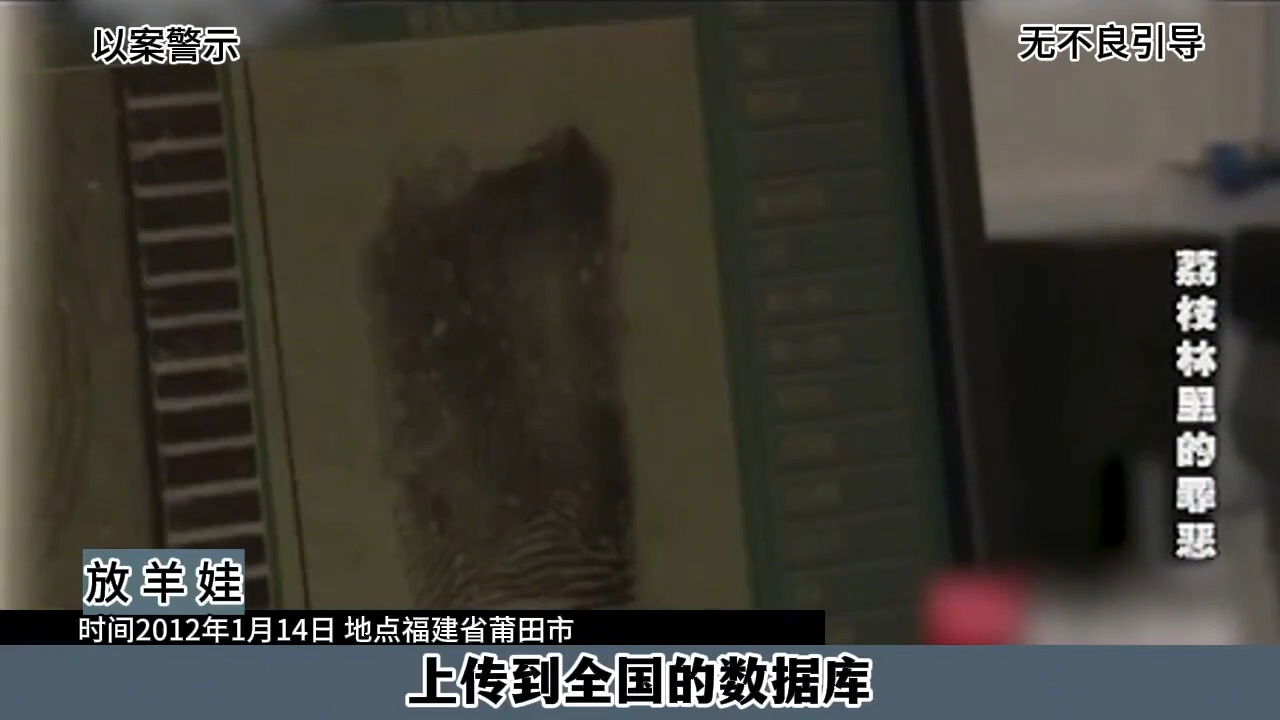 以案警示
无不良引导
荔枝林里的罪恶
放羊娃
时间2012年1月14日 地点福建省莆田市
上传到全国的数据库